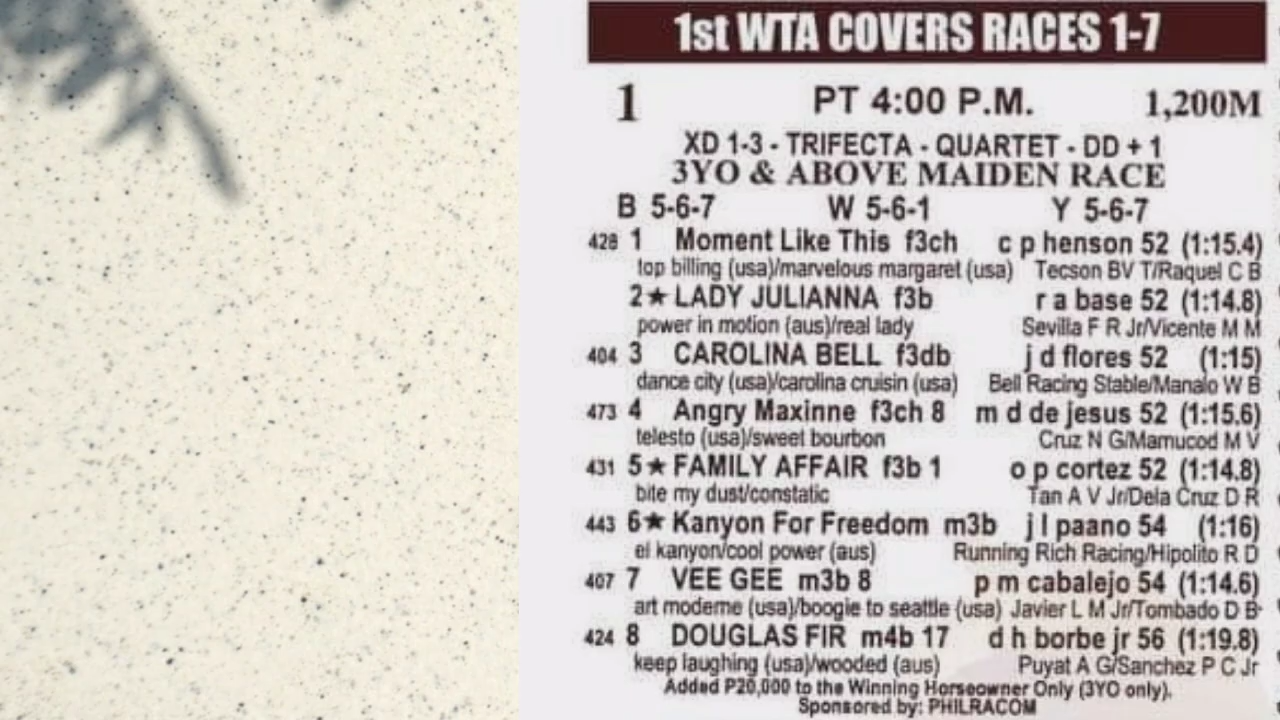 1st WTA COVERS RACES 1-7
1 PT 4:00 P.M. 1,200M
XD 1-3 - TRIFECTA - QUARTET - DD + 1
3YO & ABOVE MAIDEN RACE
B 5-6-7 W 5-6-1 Y 5-6-7
428 1 Moment Like This f3ch c p henson 52 (1:15.4)
top billing (usa)/marvelous margaret (usa) Tecson BV T/Raquel C B
2★ LADY JULIANNA f3b r a base 52 (1:14.8)
power in motion (aus)/real lady Sevilla F R Jr/Vicente M M
404 3 CAROLINA BELL f3db j d flores 52 (1:15)
dance city (usa)/carolina cruisin (usa) Bell Racing Stable/Manalo W B
473 4 Angry Maxinne f3ch 8 m d de jesus 52 (1:15.6)
telesto (usa)/sweet bourbon Cruz N G/Mamucod M V
431 5★ FAMILY AFFAIR f3b 1 o p cortez 52 (1:14.8)
bite my dust/constatic Tan A V Jr/Dela Cruz D R
443 6★ Kanyon For Freedom m3b j l paano 54 (1:16)
el kanyon/cool power (aus) Running Rich Racing/Hipolito R D
407 7 VEE GEE m3b 8 p m cabalejo 54 (1:14.6)
art moderne (usa)/boogie to seattle (usa) Javier L M Jr/Tombado D B
424 8 DOUGLAS FIR m4b 17 d h borbe jr 56 (1:19.8)
keep laughing (usa)/wooded (aus) Puyat A G/Sanchez P C Jr
Added P20,000 to the Winning Horseowner Only (3YO only).
Sponsored by: PHILRACOM